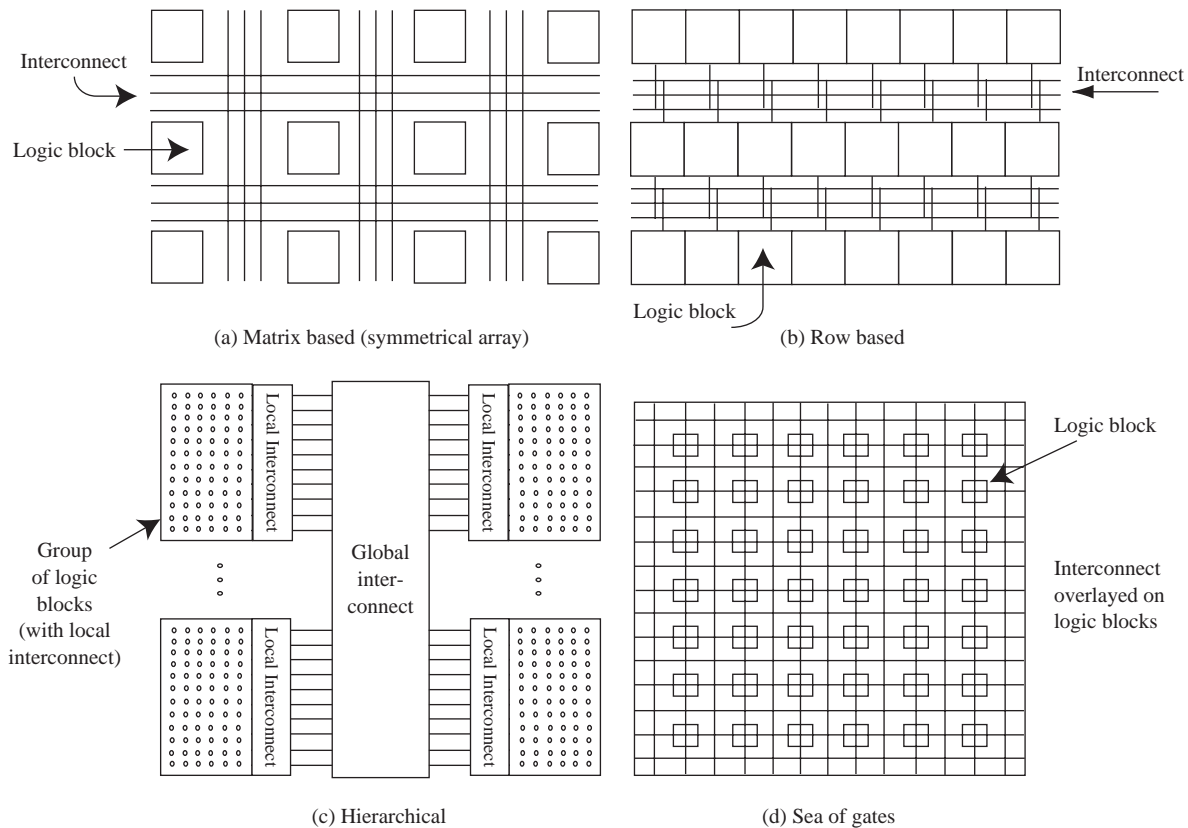 Interconnect
Logic block
(a) Matrix based (symmetrical array)
Interconnect
Logic block
(b) Row based
Local Interconnect
Local Interconnect
Group
of logic
blocks
(with local
interconnect)
Global
inter-
connect
Local Interconnect
Local Interconnect
(c) Hierarchical
Logic block
Interconnect
overlayed on
logic blocks
(d) Sea of gates